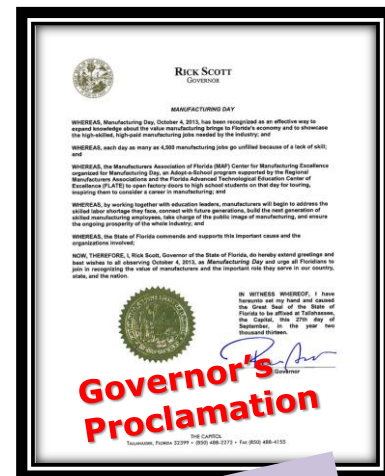 RICK SCOTT
GOVERNOR
MANUFACTURING DAY
WHEREAS, Manufacturing Day, October 4, 2013, has been recognized as an effective way to
expand knowledge about the value manufacturing brings to Florida's economy and to showcase
the high-skilled, high-paid manufacturing jobs needed by the industry; and
WHEREAS, each day as many as 4,500 manufacturing jobs go unfilled because of a lack of skill;
and
WHEREAS, the Manufacturers Association of Florida (MAF) Center for Manufacturing Excellence
organized for Manufacturing Day, an Adopt-a-School program supported by the Regional
Manufacturers Associations and the Florida Advanced Technological Education Center of
Excellence (FLATE) to open factory doors to high school students on that day for touring,
inspiring them to consider a career in manufacturing; and
WHEREAS, by working together with education leaders, manufacturers will begin to address the
skilled labor shortage they face, connect with future generations, build the next generation of
skilled manufacturing employees, take charge of the public image of manufacturing, and ensure
the ongoing prosperity of the whole industry; and
WHEREAS, the State of Florida commends and supports this important cause and the
organizations involved;
NOW, THEREFORE, I, Rick Scott, Governor of the State of Florida, do hereby extend greetings and
best wishes to all observing October 4, 2013, as Manufacturing Day and urge all Floridians to
join in recognizing the value of manufacturers and the important role they serve in our country,
state, and the nation.
IN WITNESS WHEREOF, I have
hereunto set my hand and caused
the Great Seal of the State of
Florida to be affixed at Tallahassee,
the Capital, this 27th day of
September, in the year two
thousand thirteen.
Governor
Governor's
Proclamation
THE CAPITOL
TALLAHASSEE, FLORIDA 32399 • (850) 488-2272 • FAX (850) 488-4155